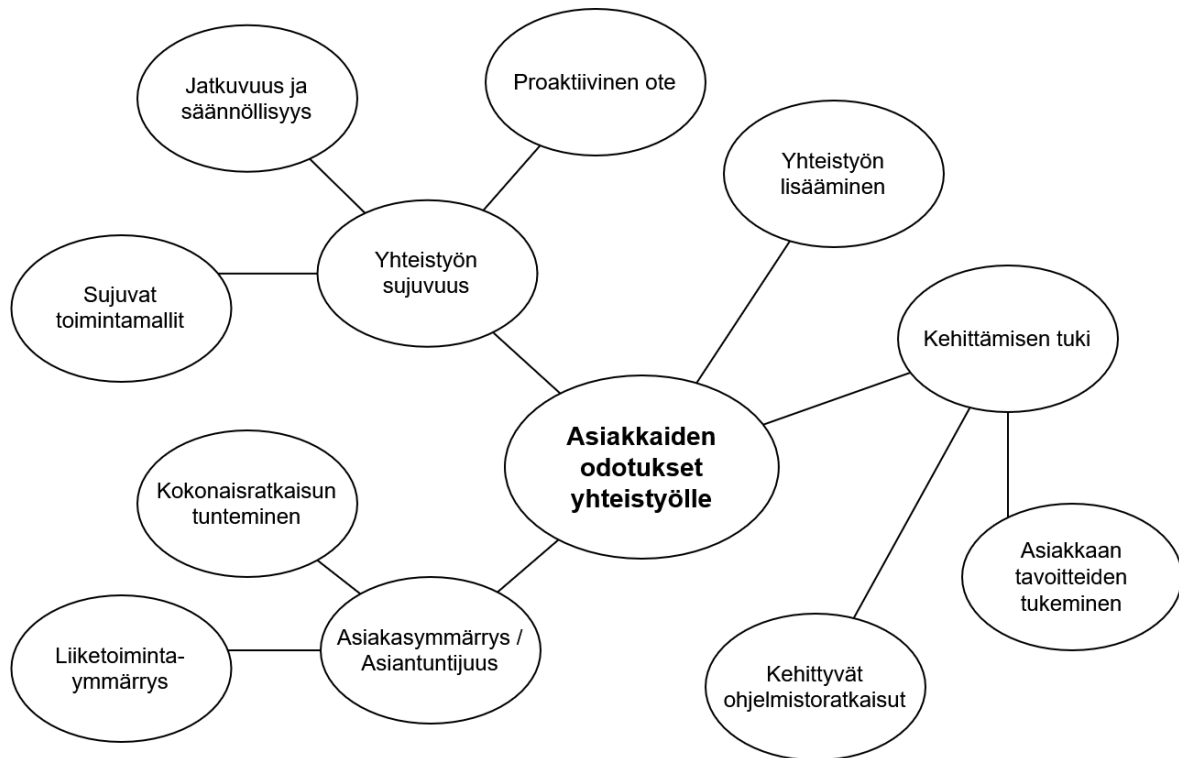 Jatkuvuus ja
säännöllisyys
Proaktiivinen ote
Yhteistyön
lisääminen
Yhteistyön
sujuvuus
Sujuvat
toimintamallit
Kehittämisen tuki
Asiakkaiden
odotukset
yhteistyölle
Kokonaisratkaisun
tunteminen
Asiakkaan
tavoitteiden
tukeminen
Asiakasymmärrys /
Asiantuntijuus
Liiketoiminta-
ymmärrys
Kehittyvät
ohjelmistoratkaisut